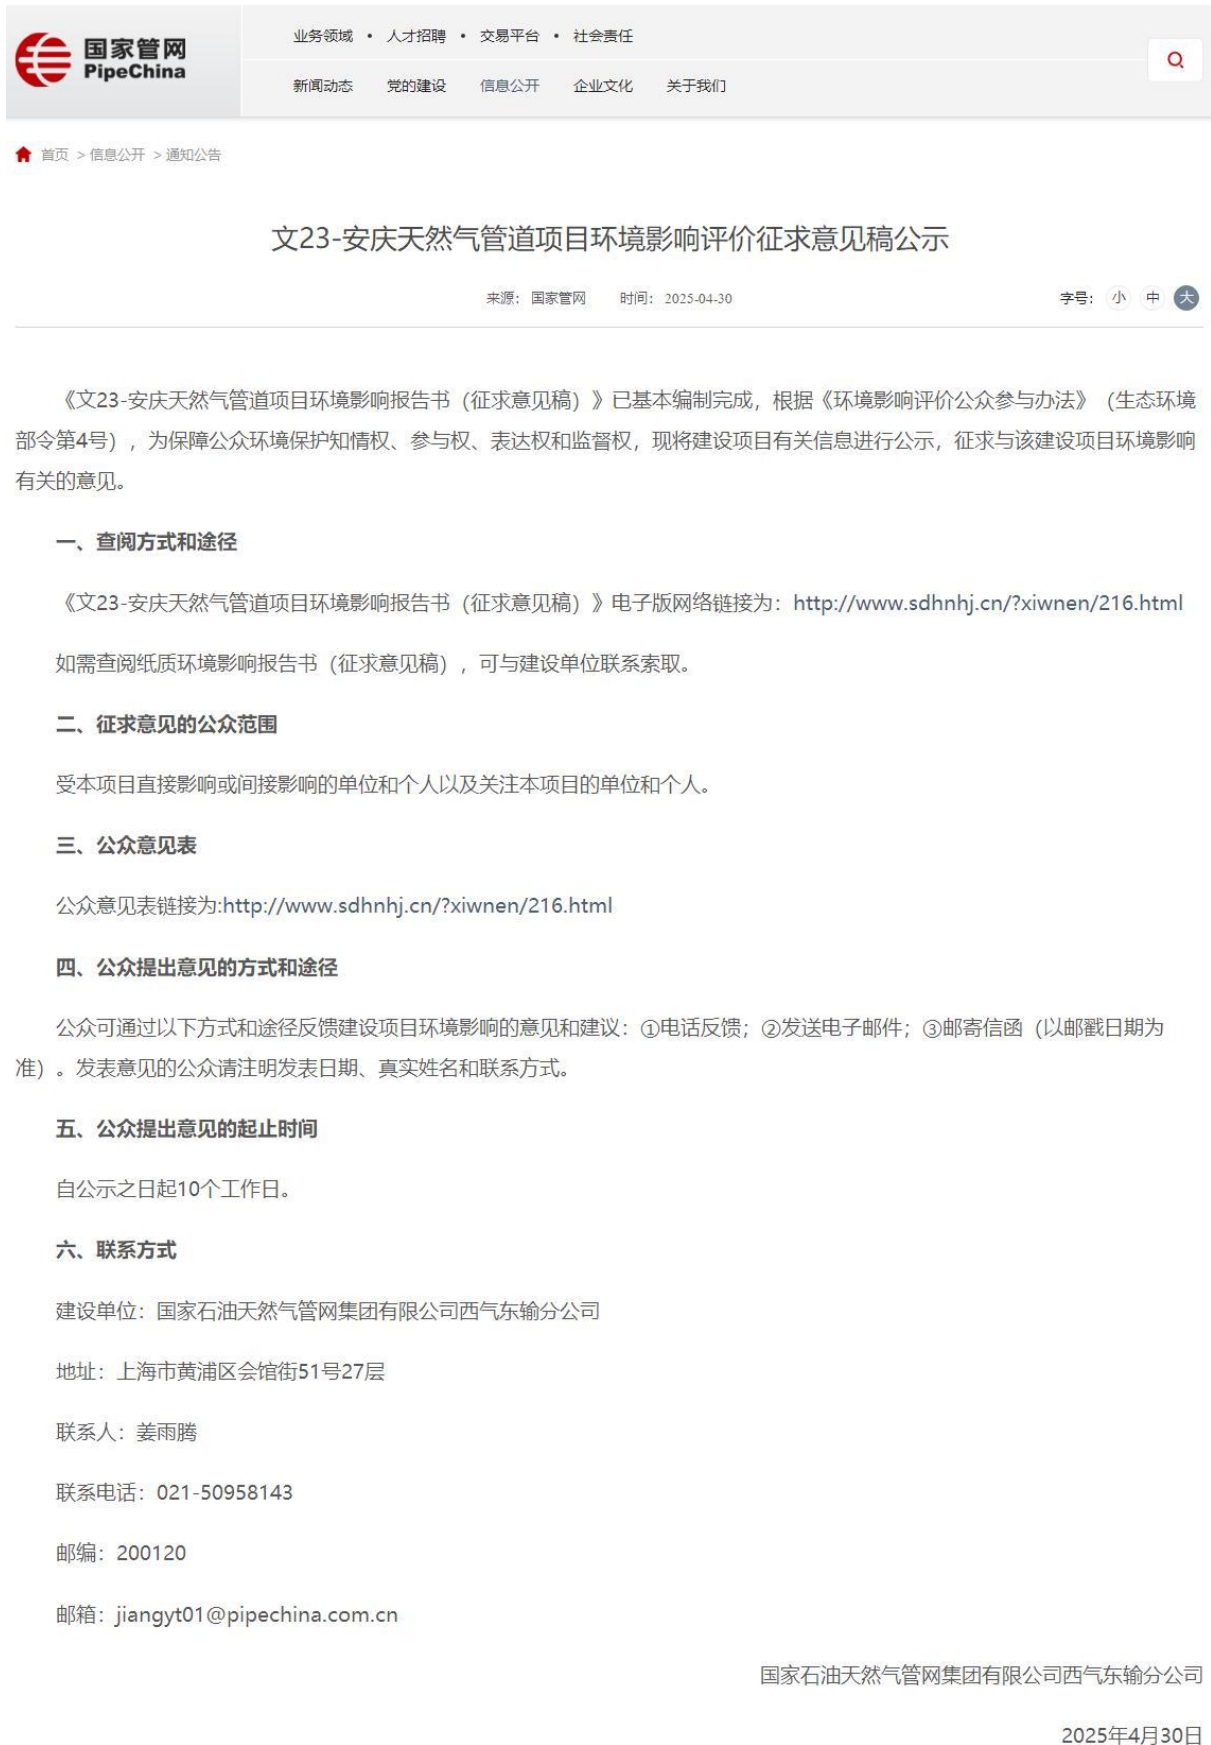 国家管网
PipeChina
业务领域 • 人才招聘 • 交易平台 • 社会责任
新闻动态 党的建设 信息公开 企业文化 关于我们
首页 >信息公开 >通知公告
文23-安庆天然气管道项目环境影响评价征求意见稿公示
来源：国家管网 时间：2025-04-30 字号：小 中 大
《文23-安庆天然气管道项目环境影响报告书（征求意见稿）》已基本编制完成，根据《环境影响评价公众参与办法》（生态环境
部令第4号），为保障公众环境保护知情权、参与权、表达权和监督权，现将建设项目有关信息进行公示，征求与该建设项目环境影响
有关的意见。
一、查阅方式和途径
《文23-安庆天然气管道项目环境影响报告书（征求意见稿）》电子版网络链接为：http://www.sdhnhj.cn/?xiwnen/216.html
如需查阅纸质环境影响报告书（征求意见稿），可与建设单位联系索取。
二、征求意见的公众范围
受本项目直接影响或间接影响的单位和个人以及关注本项目的单位和个人。
三、公众意见表
公众意见表链接为:http://www.sdhnhj.cn/?xiwnen/216.html
四、公众提出意见的方式和途径
公众可通过以下方式和途径反馈建设项目环境影响的意见和建议：①电话反馈；②发送电子邮件；③邮寄信函（以邮戳日期为
准）。发表意见的公众请注明发表日期、真实姓名和联系方式。
五、公众提出意见的起止时间
自公示之日起10个工作日。
六、联系方式
建设单位：国家石油天然气管网集团有限公司西气东输分公司
地址：上海市黄浦区会馆街51号27层
联系人：姜雨腾
联系电话：021-50958143
邮编：200120
邮箱：jiangyt01@pipechina.com.cn
国家石油天然气管网集团有限公司西气东输分公司
2025年4月30日